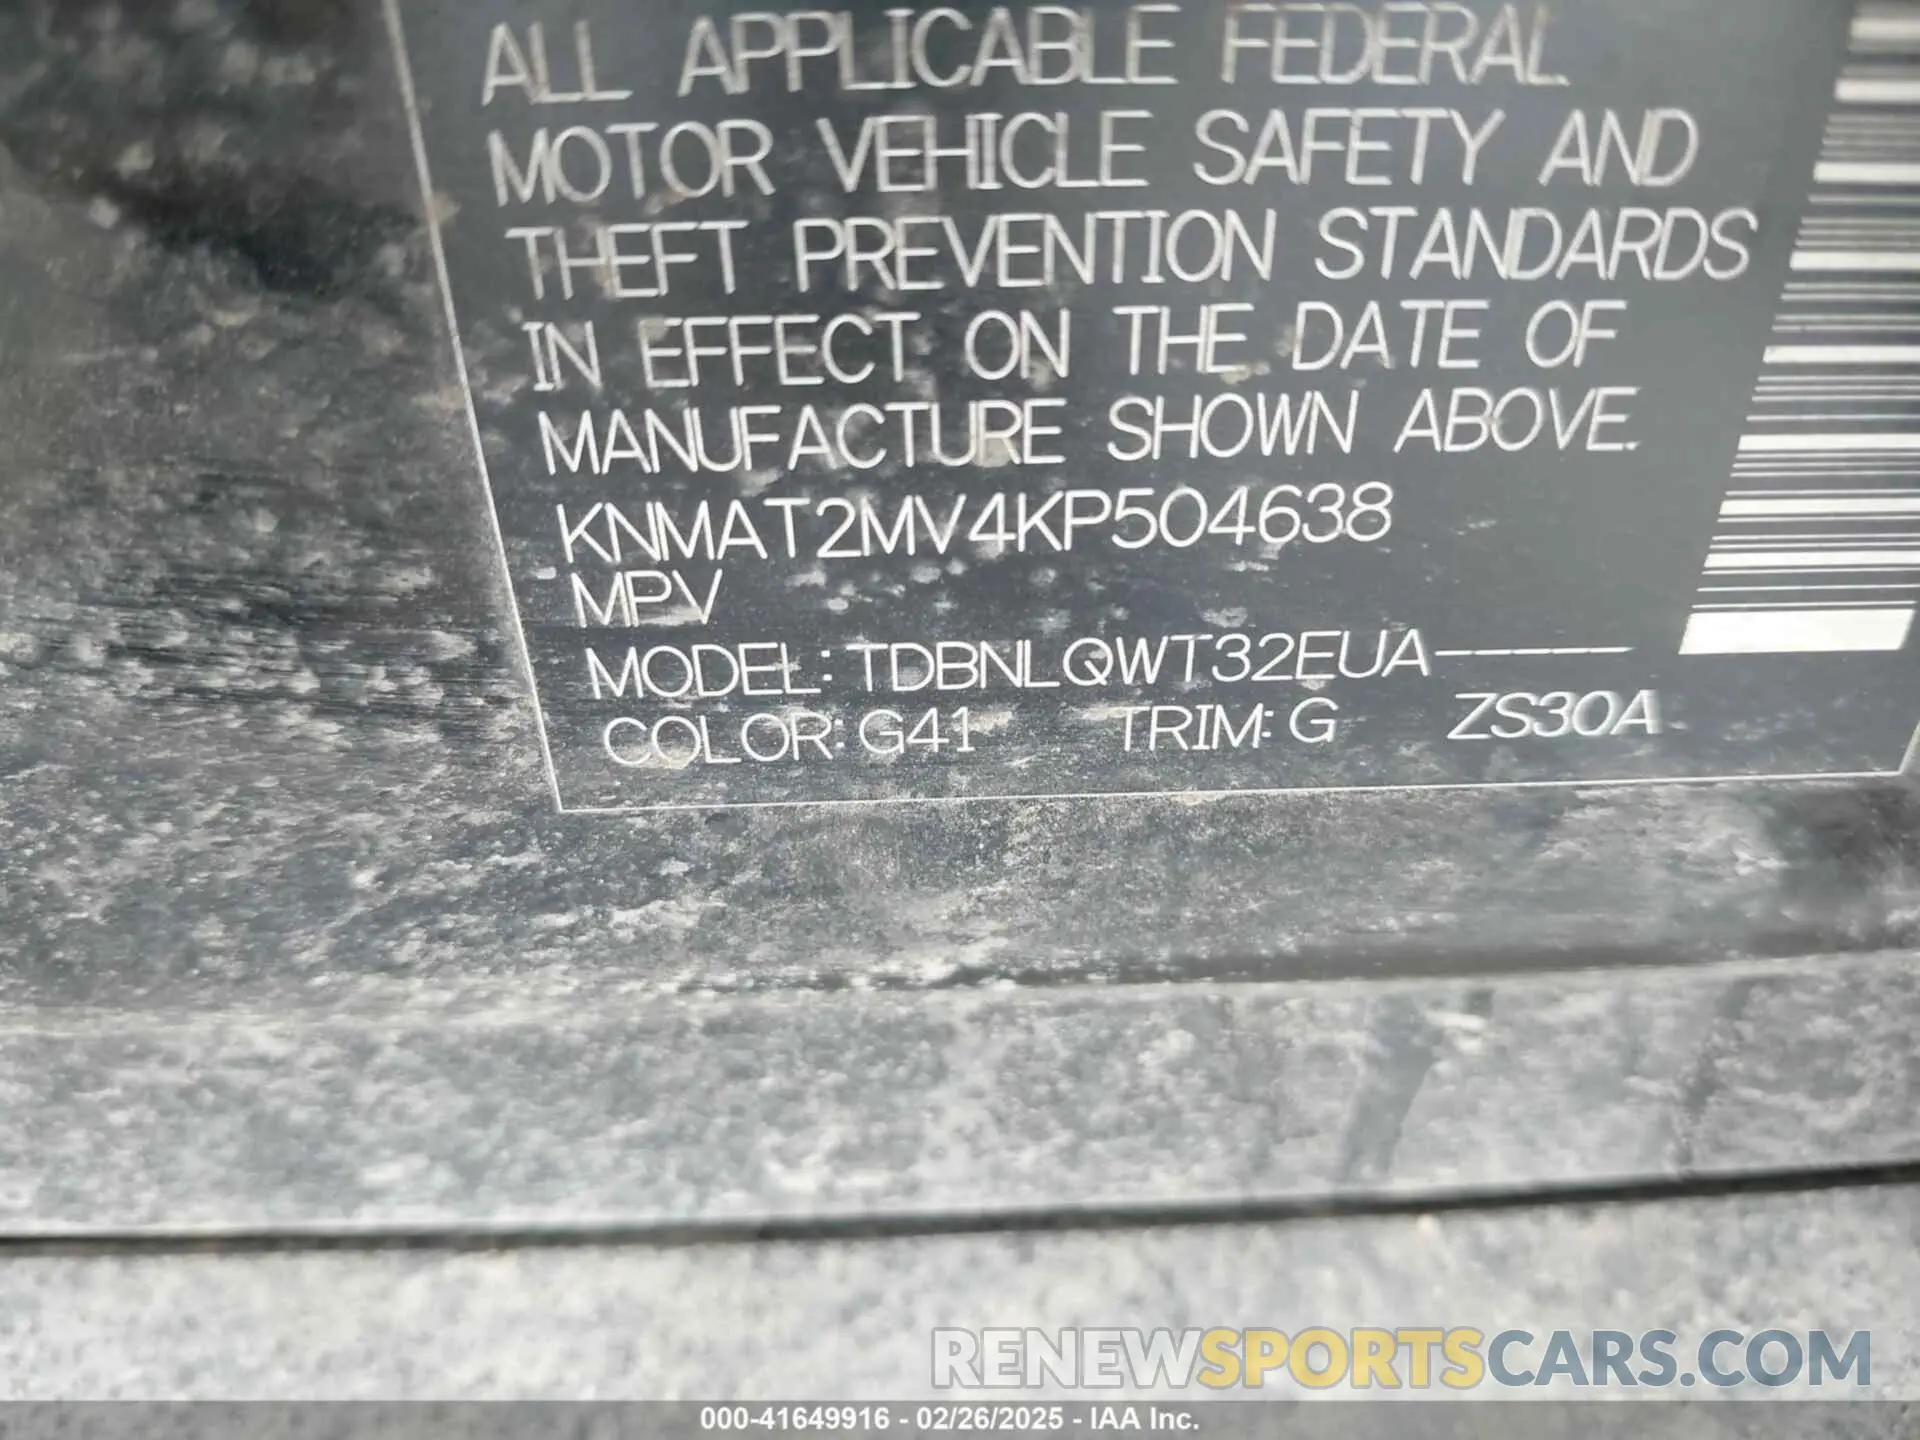 ALL APPLICABLE FEDERAL
MOTOR VEHICLE SAFETY AND
THEFT PREVENTION STANDARDS
IN EFFECT ON THE DATE OF
MANUFACTURE SHOWN ABOVE.
KNMAT2MV4KP504638
MPV
MODEL: TDBNLQWT32EUA-----
COLOR: G41 TRIM: G ZS30A
RENEWSPORTSCARS.COM
000-41649916 - 02/26/2025 - IAA Inc.